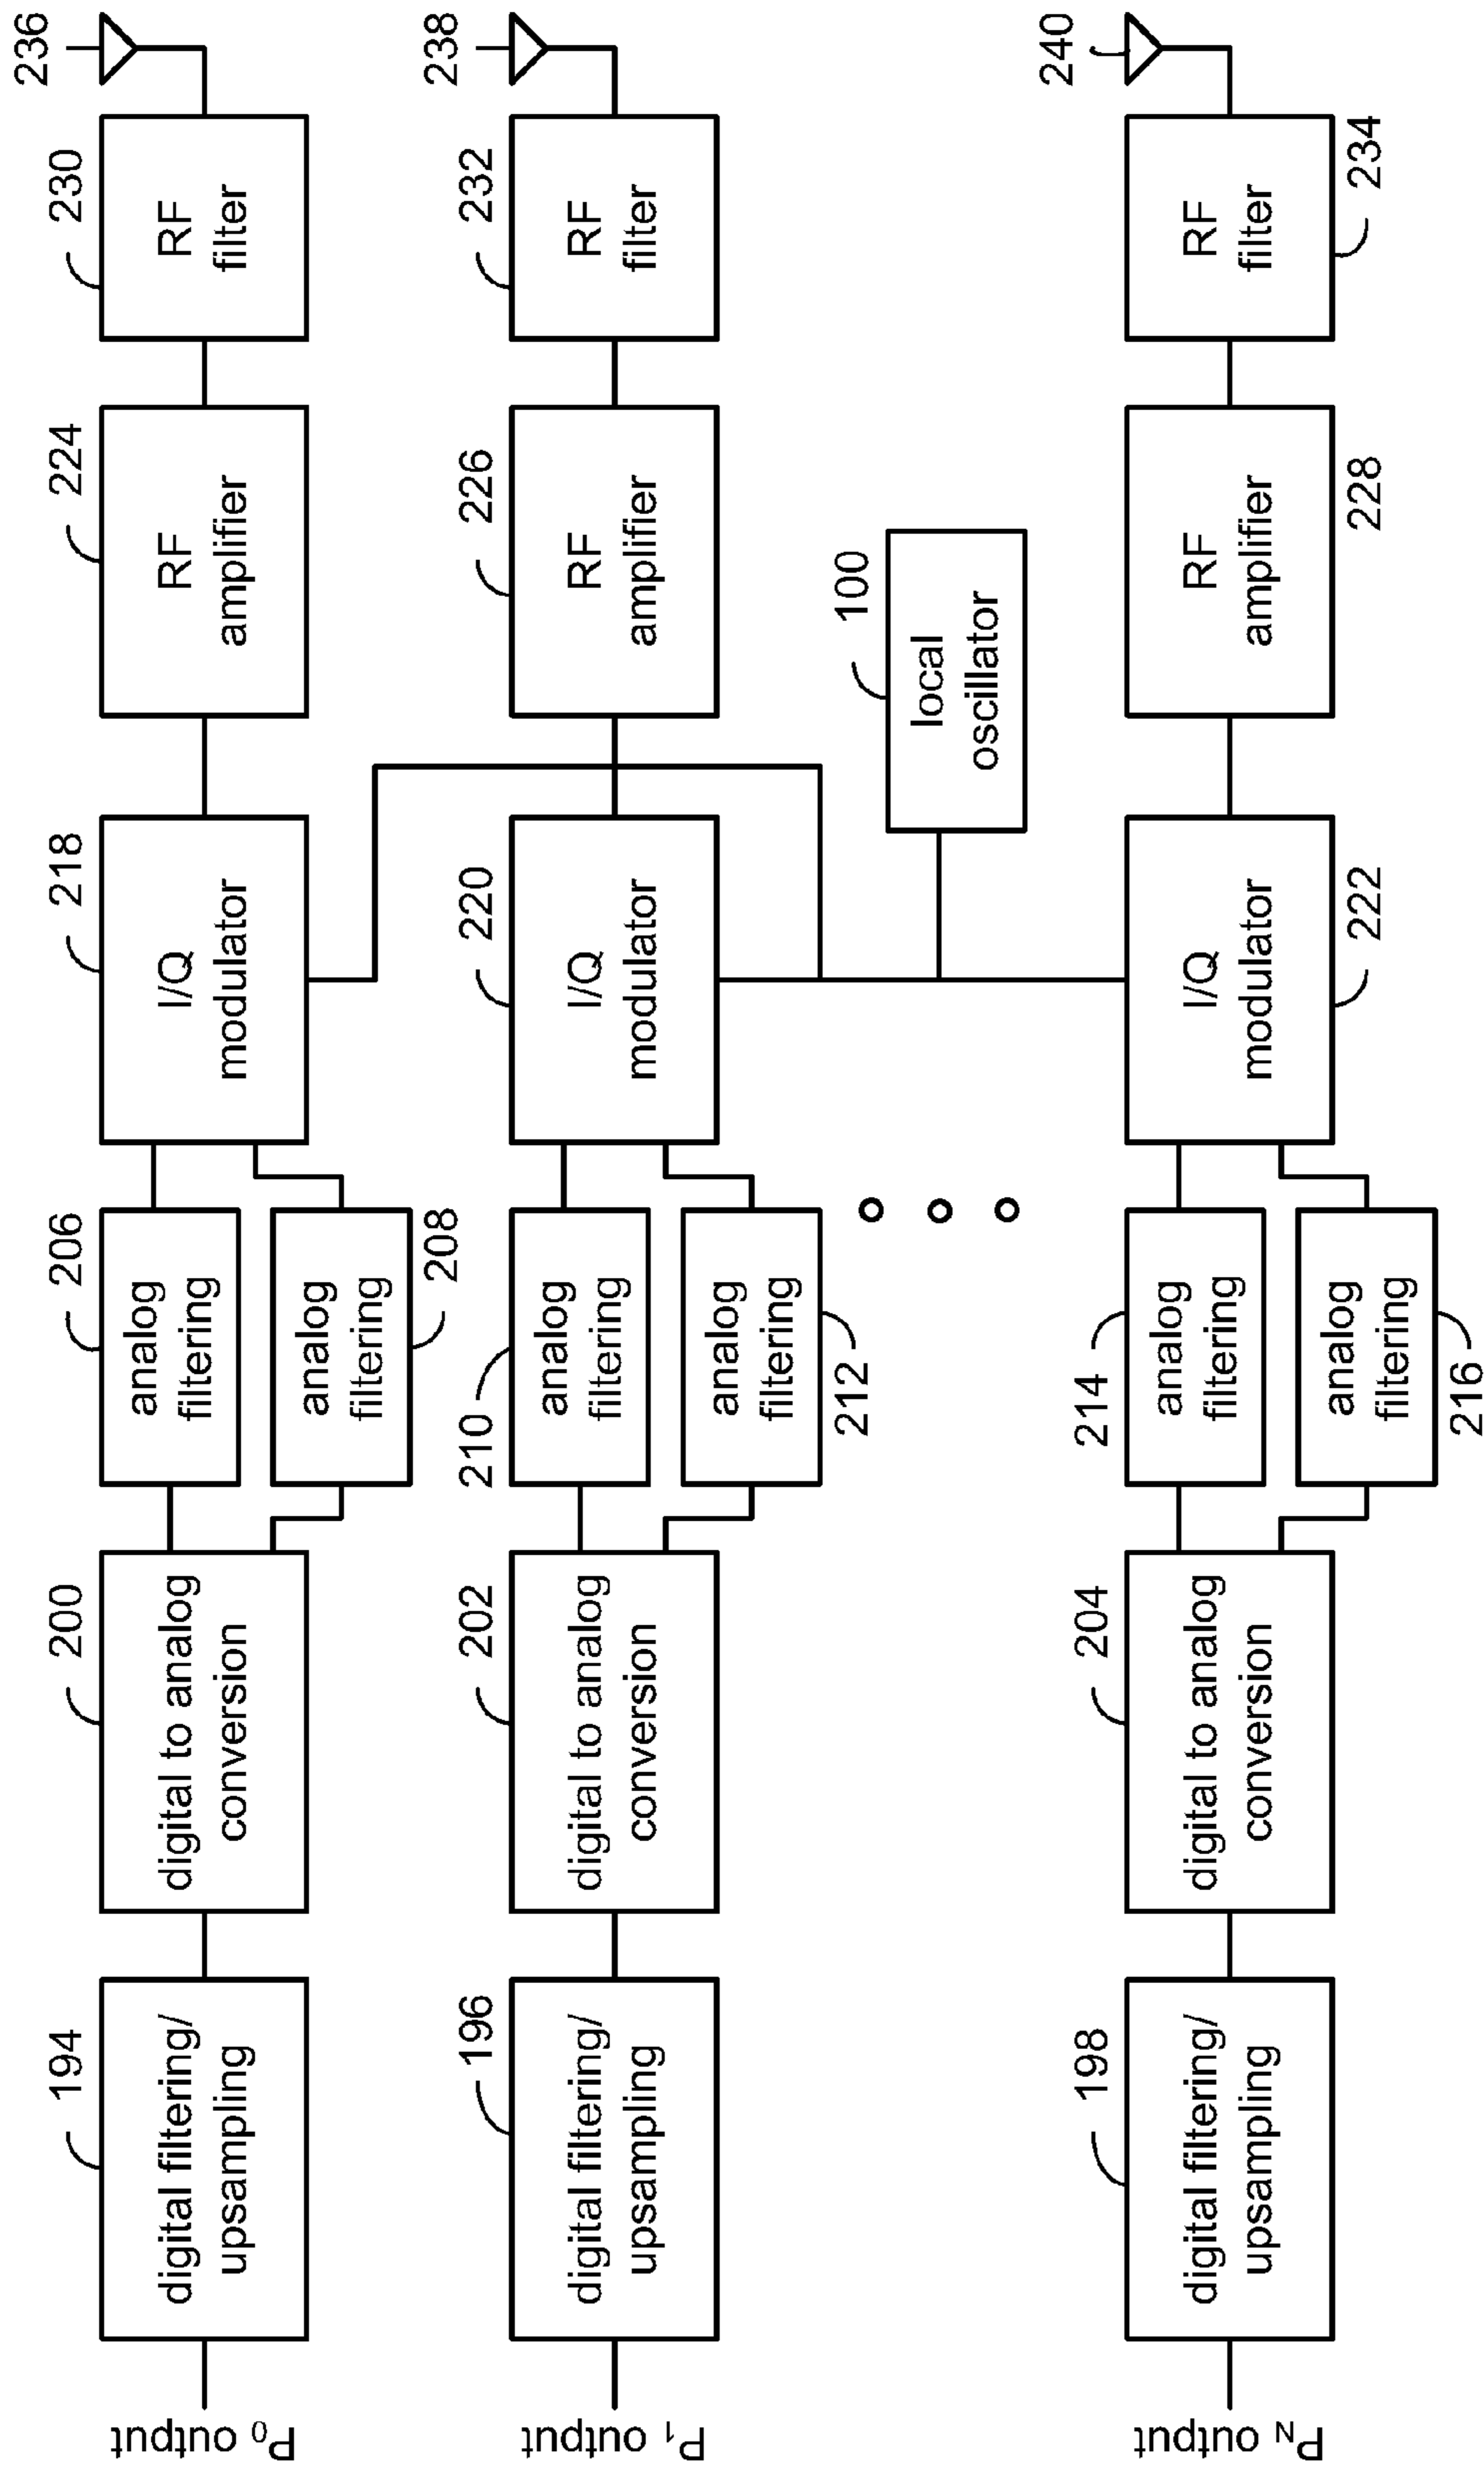 194
200
206
218
224
230
236
P0 output
digital filtering/
upsampling
digital to analog
conversion
analog
filtering
analog
filtering
208
I/Q
modulator
RF
amplifier
RF
filter
196
202
210
220
226
232
238
P1 output
digital filtering/
upsampling
digital to analog
conversion
analog
filtering
analog
filtering
212
I/Q
modulator
RF
amplifier
RF
filter
100
local
oscillator
198
204
214
240
PN output
digital filtering/
upsampling
digital to analog
conversion
analog
filtering
analog
filtering
216
I/Q
modulator
222
RF
amplifier
228
RF
filter
234